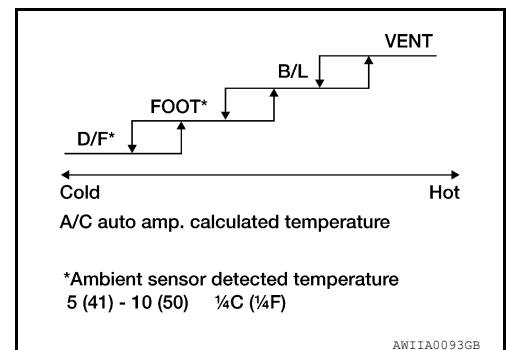 VENT
B/L
FOOT*
D/F*
Cold Hot
A/C auto amp. calculated temperature
*Ambient sensor detected temperature
5 (41) - 10 (50) ¼C (¼F)
AWIIA0093GB